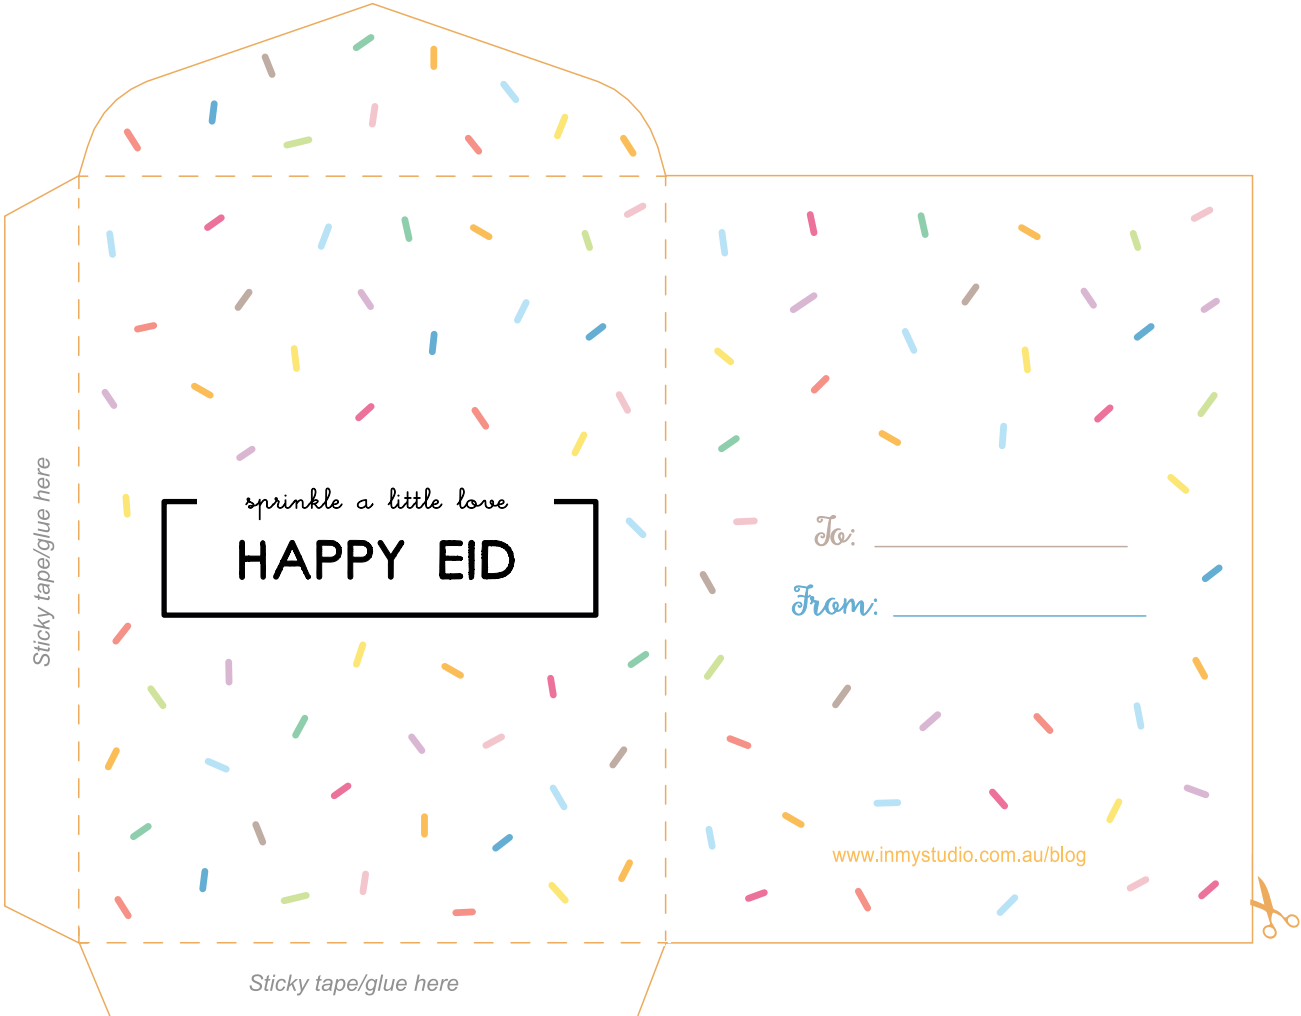 sprinkle a little love
HAPPY EID
To:
From:
www.inmystudio.com.au/blog
Sticky tape/glue here
Sticky tape/glue here